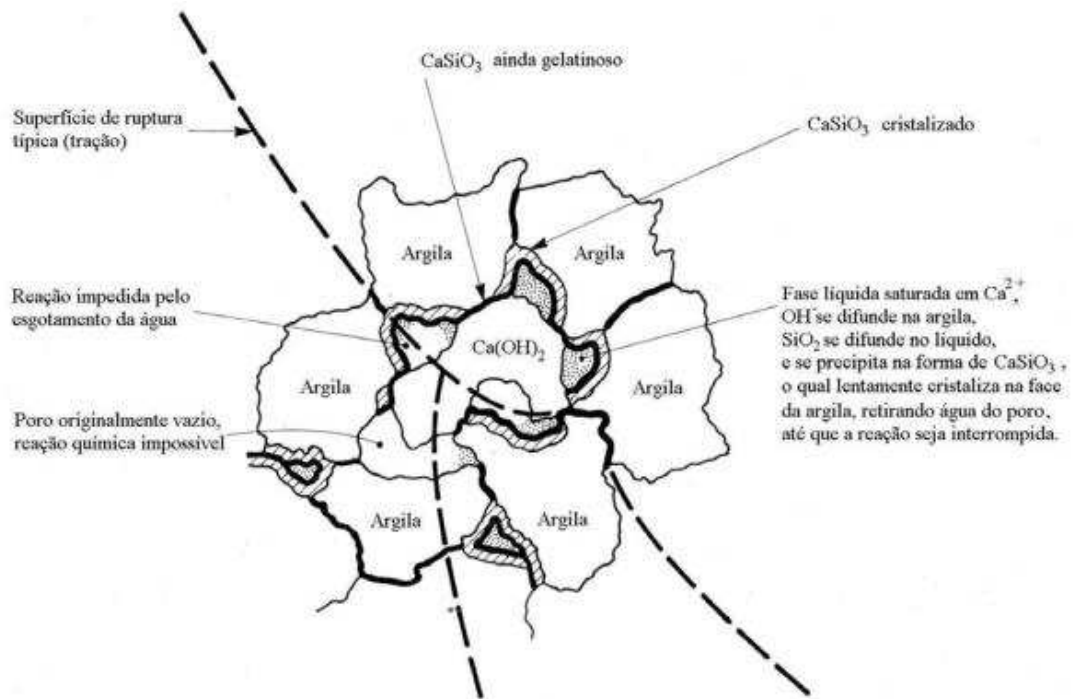 CaSiO₃ ainda gelatinoso
Superfície de ruptura
típica (tração)
CaSiO₃ cristalizado
Argila
Argila
Reação impedida pelo
esgotamento da água
Ca(OH)₂
Fase líquida saturada em Ca²⁺,
OH⁻se difunde na argila,
SiO₂ se difunde no líquido,
e se precipita na forma de CaSiO₃ ,
o qual lentamente cristaliza na face
da argila, retirando água do poro,
até que a reação seja interrompida.
Argila
Argila
Poro originalmente vazio,
reação química impossível
Argila
Argila